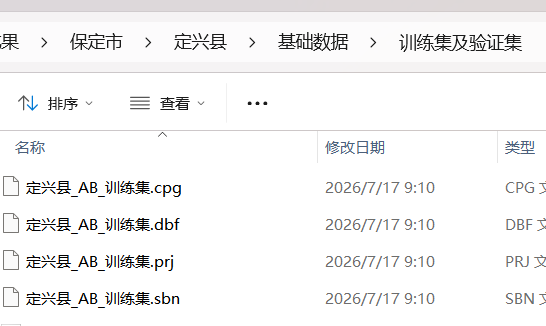 果 > 保定市 > 定兴县 > 基础数据 > 训练集及验证集
排序 查看 •••
名称 修改日期 类型
定兴县_AB_训练集.cpg 2026/7/17 9:10 CPG 文
定兴县_AB_训练集.dbf 2026/7/17 9:10 DBF 文
定兴县_AB_训练集.prj 2026/7/17 9:10 PRJ 文
定兴县_AB_训练集.sbn 2026/7/17 9:10 SBN 文